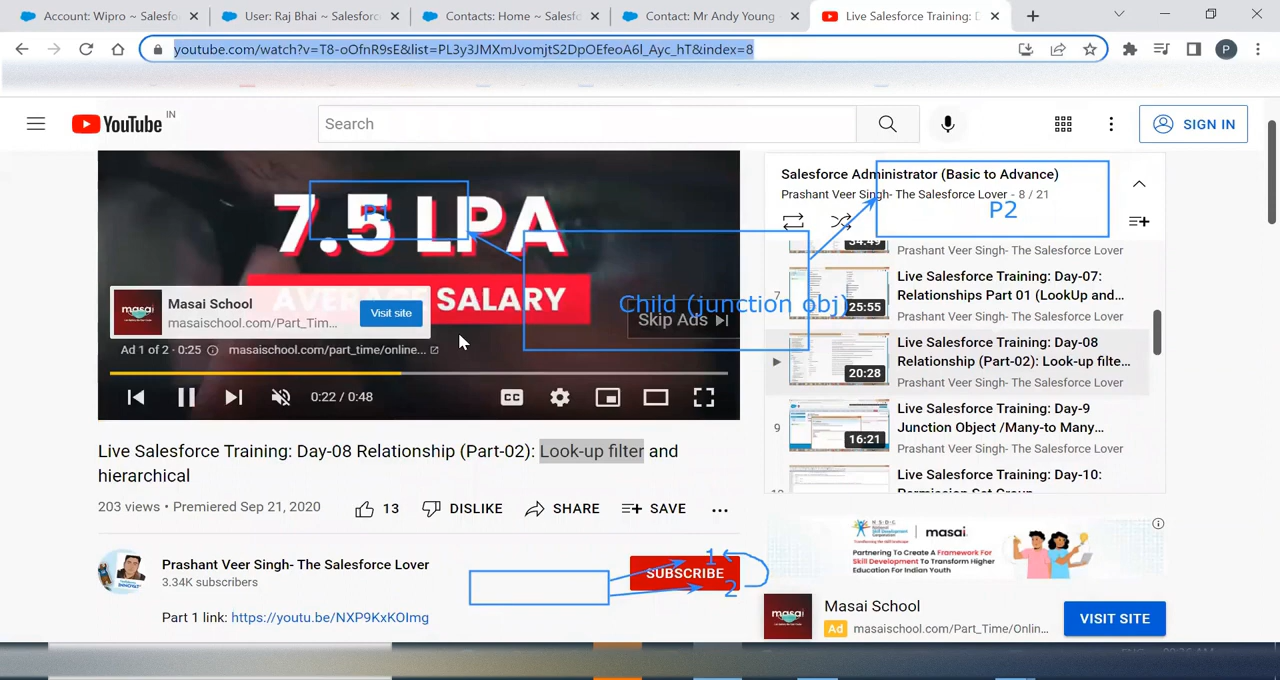 Account: Wipro ~ Salesfo
User: Raj Bhai ~ Salesforc
Contacts: Home ~ Salesf
Contact: Mr Andy Young ~
Live Salesforce Training: D
youtube.com/watch?v=T8-oOfnR9sE&list=PL3y3JMXmJvomjtS2DpOEfeoA6l_Ayc_hT&index=8
P
YouTube IN
Search
SIGN IN
7.5 LPA
AVERAGE SALARY
P1
Child (junction obj)
P2
Masai School
masaischool.com/Part_Tim...
Visit site
Skip Ads
Ad 1 of 2 · 0:25
masaischool.com/part_time/online...
0:22 / 0:48
CC
Live Salesforce Training: Day-08 Relationship (Part-02): Look-up filter and
hierarchical
203 views • Premiered Sep 21, 2020
13
DISLIKE
SHARE
SAVE
Prashant Veer Singh- The Salesforce Lover
3.34K subscribers
SUBSCRIBE
1
2
Part 1 link: https://youtu.be/NXP9KxKOImg
Salesforce Administrator (Basic to Advance)
Prashant Veer Singh- The Salesforce Lover - 8 / 21
34:49
Prashant Veer Singh- The Salesforce Lover
7
25:55
Live Salesforce Training: Day-07:
Relationships Part 01 (LookUp and...
Prashant Veer Singh- The Salesforce Lover
20:28
Live Salesforce Training: Day-08
Relationship (Part-02): Look-up filte...
Prashant Veer Singh- The Salesforce Lover
9
16:21
Live Salesforce Training: Day-9
Junction Object /Many-to Many...
Prashant Veer Singh- The Salesforce Lover
10
Live Salesforce Training: Day-10:
Permission Set Group
N·S·D·C
masai.
Partnering To Create A Framework For
Skill Development To Transform Higher
Education For Indian Youth
masai
Masai School
Ad masaischool.com/Part_Time/Onlin...
VISIT SITE